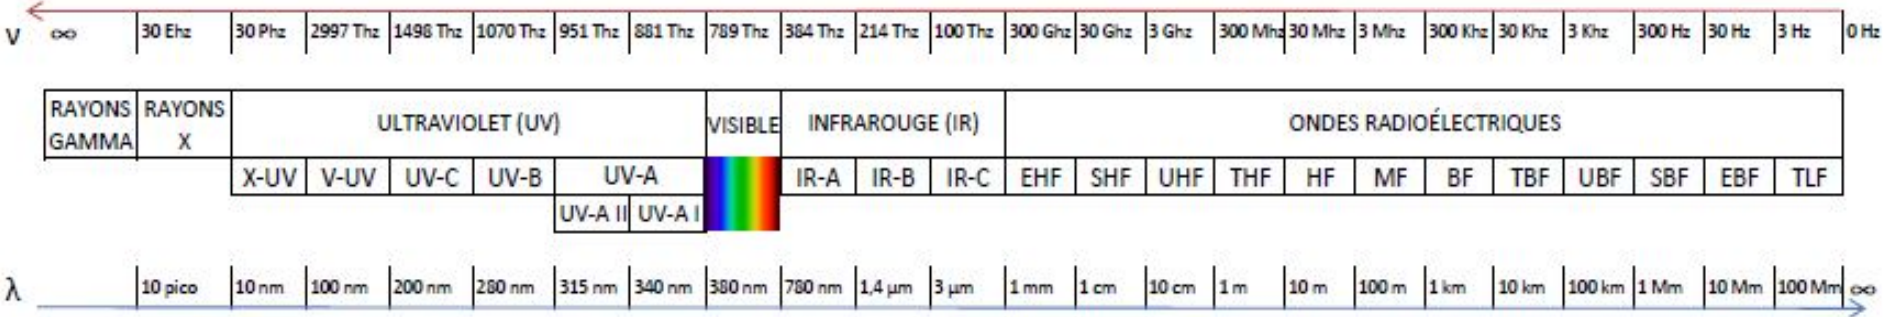 ν ∞ 30 Ehz 30 Phz 2997 Thz 1498 Thz 1070 Thz 951 Thz 881 Thz 789 Thz 384 Thz 214 Thz 100 Thz 300 Ghz 30 Ghz 3 Ghz 300 Mhz 30 Mhz 3 Mhz 300 Khz 30 Khz 3 Khz 300 Hz 30 Hz 3 Hz 0 Hz
RAYONS GAMMA RAYONS X ULTRAVIOLET (UV) VISIBLE INFRAROUGE (IR) ONDES RADIOÉLECTRIQUES
X-UV V-UV UV-C UV-B UV-A IR-A IR-B IR-C EHF SHF UHF THF HF MF BF TBF UBF SBF EBF TLF
UV-A II UV-A I
λ 10 pico 10 nm 100 nm 200 nm 280 nm 315 nm 340 nm 380 nm 780 nm 1,4 μm 3 μm 1 mm 1 cm 10 cm 1 m 10 m 100 m 1 km 10 km 100 km 1 Mm 10 Mm 100 Mm ∞